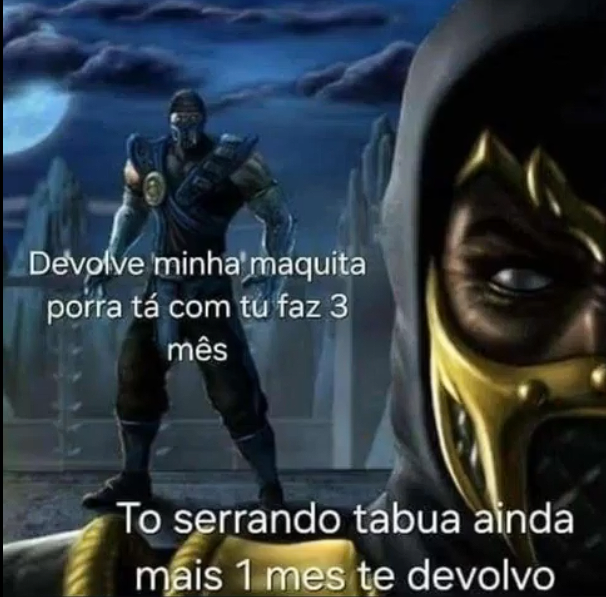 Devolve minha maquita
porra tá com tu faz 3
mês
To serrando tabua ainda
mais 1 mes te devolvo